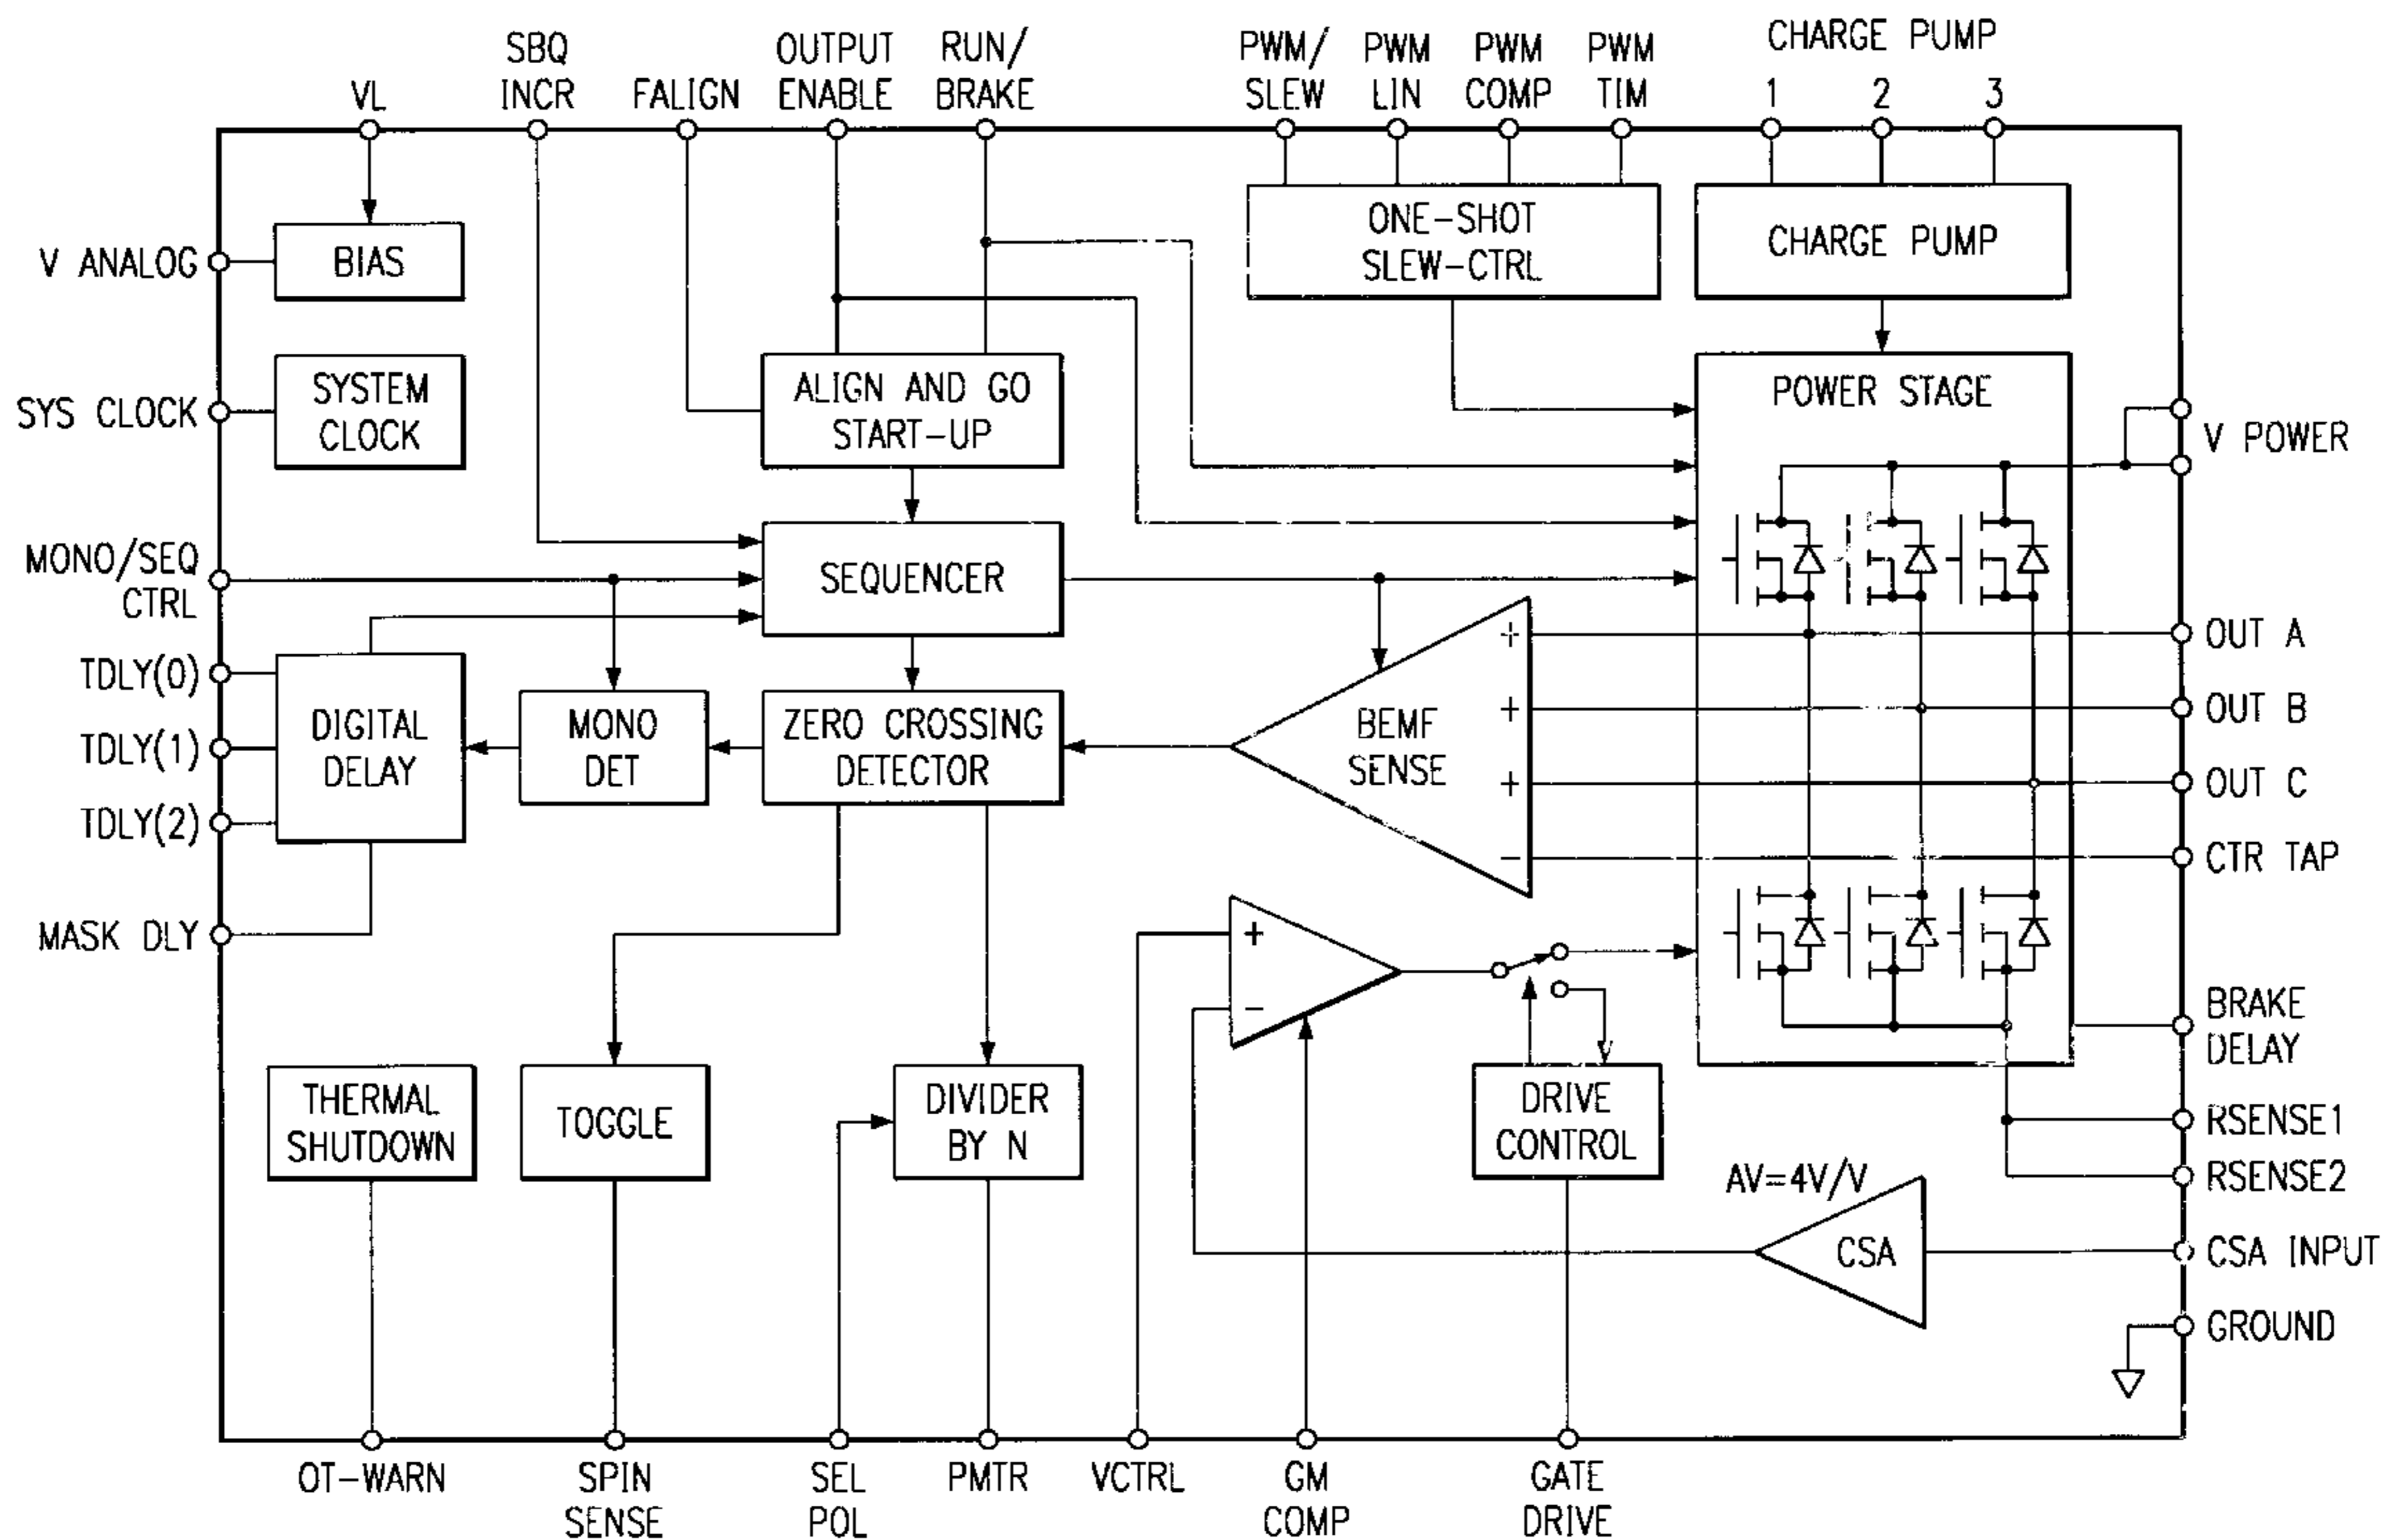 SBQ
INCR
OUTPUT
ENABLE
RUN/
BRAKE
PWM/
SLEW
PWM
LIN
PWM
COMP
PWM
TIM
CHARGE PUMP
VL
FALIGN
1 2 3
ONE-SHOT
SLEW-CTRL
CHARGE PUMP
V ANALOG
BIAS
SYS CLOCK
SYSTEM
CLOCK
ALIGN AND GO
START-UP
POWER STAGE
V POWER
MONO/SEQ
CTRL
SEQUENCER
TDLY(0)
TDLY(1)
TDLY(2)
DIGITAL
DELAY
MONO
DET
ZERO CROSSING
DETECTOR
BEMF
SENSE
+
+
+
−
OUT A
OUT B
OUT C
CTR TAP
MASK DLY
+
−
BRAKE
DELAY
THERMAL
SHUTDOWN
TOGGLE
DIVIDER
BY N
DRIVE
CONTROL
RSENSE1
RSENSE2
AV=4V/V
CSA
CSA INPUT
GROUND
OT-WARN
SPIN
SENSE
SEL
POL
PMTR
VCTRL
GM
COMP
GATE
DRIVE